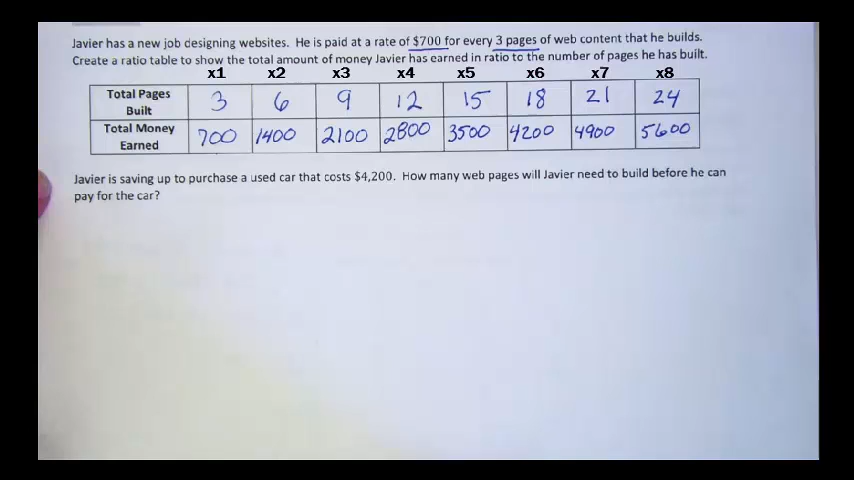 Javier has a new job designing websites. He is paid at a rate of $700 for every 3 pages of web content that he builds.
Create a ratio table to show the total amount of money Javier has earned in ratio to the number of pages he has built.
x1 x2 x3 x4 x5 x6 x7 x8
Total Pages Built 3 6 9 12 15 18 21 24
Total Money Earned 700 1400 2100 2800 3500 4200 4900 5600
Javier is saving up to purchase a used car that costs $4,200. How many web pages will Javier need to build before he can
pay for the car?